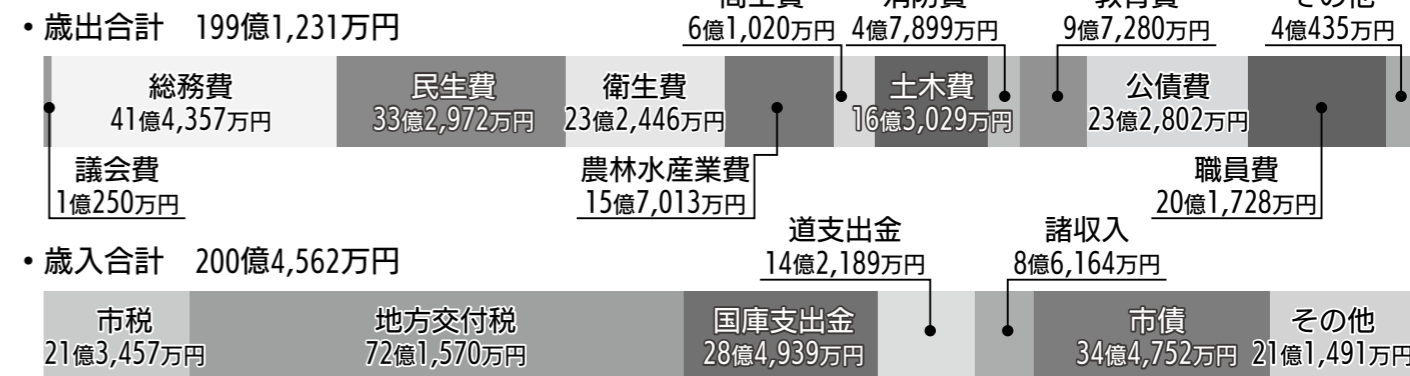 • 歳出合計　199億1,231万円
6億1,020万円
4億7,899万円
9億7,280万円
4億435万円
総務費
41億4,357万円
民生費
33億2,972万円
衛生費
23億2,446万円
土木費
16億3,029万円
公債費
23億2,802万円
議会費
1億250万円
農林水産業費
15億7,013万円
職員費
20億1,728万円
• 歳入合計　200億4,562万円
道支出金
14億2,189万円
諸収入
8億6,164万円
市税
21億3,457万円
地方交付税
72億1,570万円
国庫支出金
28億4,939万円
市債
34億4,752万円
その他
21億1,491万円